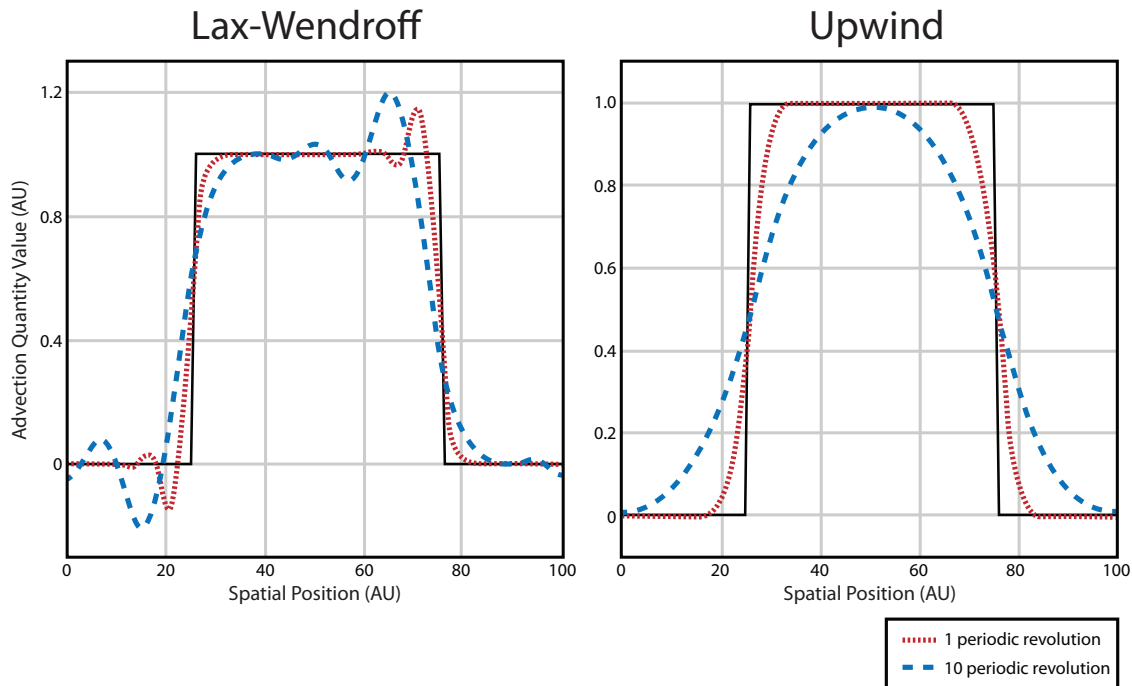 Lax-Wendroff
Upwind
Advection Quantity Value (AU)
1.2
0.8
0.4
0
0 20 40 60 80 100
Spatial Position (AU)
1.0
0.8
0.6
0.4
0.2
0
0 20 40 60 80 100
Spatial Position (AU)
1 periodic revolution
10 periodic revolution